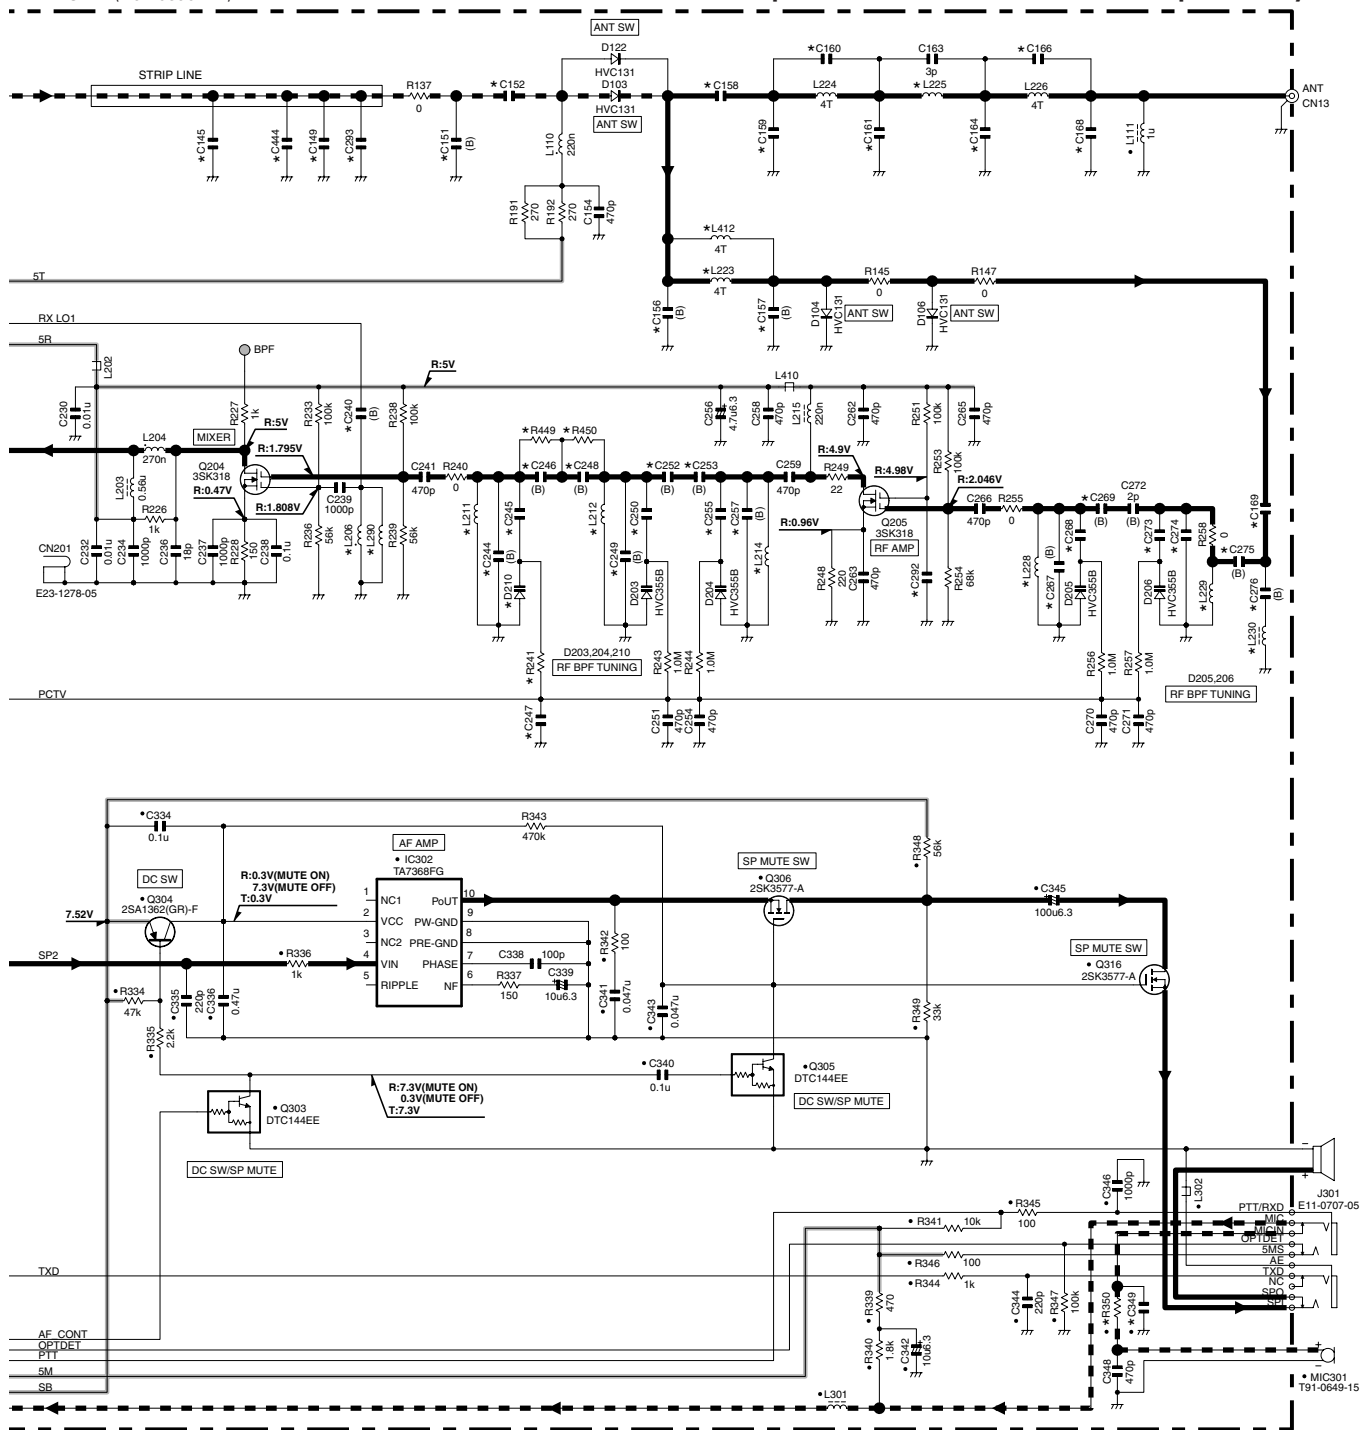 ANT SW
D122
HVC131
D103
HVC131
ANT SW
STRIP LINE
R137
0
*C152
*C158
*C160
C163
3p
*C166
L224
4T
*L225
L226
4T
ANT
CN13
*C145
*C444
*C149
*C293
*C151
(B)
L110
220n
*C159
*C161
*C164
*C168
•L111
1u
R191
270
R192
270
C154
470p
*L412
4T
*L223
4T
R145
0
R147
0
5T
*C156
(B)
*C157
(B)
D104
HVC131
ANT SW
D106
HVC131
ANT SW
RX LO1
5R
L202
BPF
R:5V
L410
C230
0.01u
R227
1k
R233
100k
*C240
(B)
R238
100k
C256
4.7u6.3
C258
470p
L215
220n
C262
470p
R251
100k
C265
470p
L204
270n
MIXER
R:5V
R:1.795V
*R449
*R450
R:4.9V
R:4.98V
R253
100k
R:2.046V
Q204
3SK318
R:0.47V
R:1.808V
C239
1000p
C241
470p
R240
0
*C246
(B)
*C248
(B)
*C252
(B)
*C253
(B)
C259
470p
R249
22
C266
470p
R255
0
*C269
(B)
C272
2p
*C169
L203
0.56u
R226
1k
R:0.96V
Q205
3SK318
RF AMP
L211
*C245
L212
*C250
*C255
*C257
(B)
*C268
*C273
*C274
R258
0
*C275
(B)
CN201
E23-1278-05
C232
0.01u
C234
1000p
C236
18p
C237
1000p
R228
150
C238
0.1u
R236
56k
*L206
*L290
R239
56k
*C244
(B)
*D210
*C249
(B)
D203
HVC355B
D204
HVC355B
*L214
R248
220
C263
470p
*C292
R254
68k
*L228
*C267
(B)
D205
HVC355B
D206
HVC355B
*L229
*C276
(B)
*L230
*R241
D203,204,210
RF BPF TUNING
R243
1.0M
R244
1.0M
R256
1.0M
R257
1.0M
D205,206
RF BPF TUNING
PCTV
*C247
C251
470p
C254
470p
C270
470p
C271
470p
•C334
0.1u
R343
470k
AF AMP
•IC302
TA7368FG
•R348
56k
SP MUTE SW
•Q306
2SK3577-A
DC SW
•Q304
2SA1362(GR)-F
R:0.3V(MUTE ON)
7.3V(MUTE OFF)
T:0.3V
7.52V
1 NC1 PoUT 10
2 VCC PW-GND 9
3 NC2 PRE-GND 8
4 VIN PHASE 7
5 RIPPLE NF 6
•C345
100u6.3
SP MUTE SW
•Q316
2SK3577-A
SP2
•R336
1k
•R342
100
C338
100p
R337
150
C339
10u6.3
•R334
47k
•C335
220p
•C336
0.47u
•C341
0.047u
•C343
0.047u
•R349
33k
•R335
2.2k
•C340
0.1u
•Q305
DTC144EE
DC SW/SP MUTE
R:7.3V(MUTE ON)
0.3V(MUTE OFF)
T:7.3V
•Q303
DTC144EE
DC SW/SP MUTE
•C346
1000p
•L302
J301
E11-0707-05
•R345
100
•R341
10k
•R346
100
•R344
1k
PTT/RXD
MIC
MICIN
OPTDET
5MS
AE
TXD
NC
SPO
SPI
TXD
•R339
470
•C344
220p
•R347
100k
•*R350
•*C349
•R340
1.8k
•C342
10u6.3
C348
470p
•MIC301
T91-0649-15
AF CONT
OPTDET
PTT
5M
SB
•L301